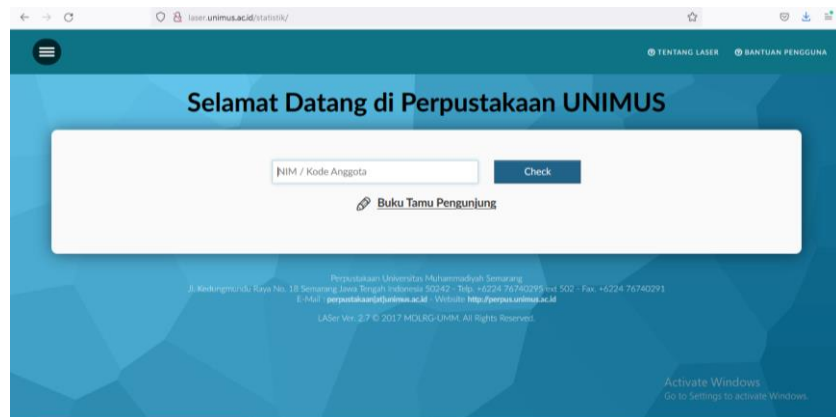 laser.unimus.ac.id/statistik/
TENTANG LASER BANTUAN PENGGUNA
Selamat Datang di Perpustakaan UNIMUS
NIM / Kode Anggota Check
Buku Tamu Pengunjung
Perpustakaan Universitas Muhammadiyah Semarang
Jl. Kedungmundu Raya No. 18 Semarang Jawa Tengah Indonesia 50242 - Telp. +6224 76740295 ext 502 - Fax. +6224 76740291
E-Mail : perpustakaan[at]unimus.ac.id - Website http://perpus.unimus.ac.id
LASer Ver. 2.7 © 2017 MDLRG-UMM. All Rights Reserved.
Activate Windows
Go to Settings to activate Windows.